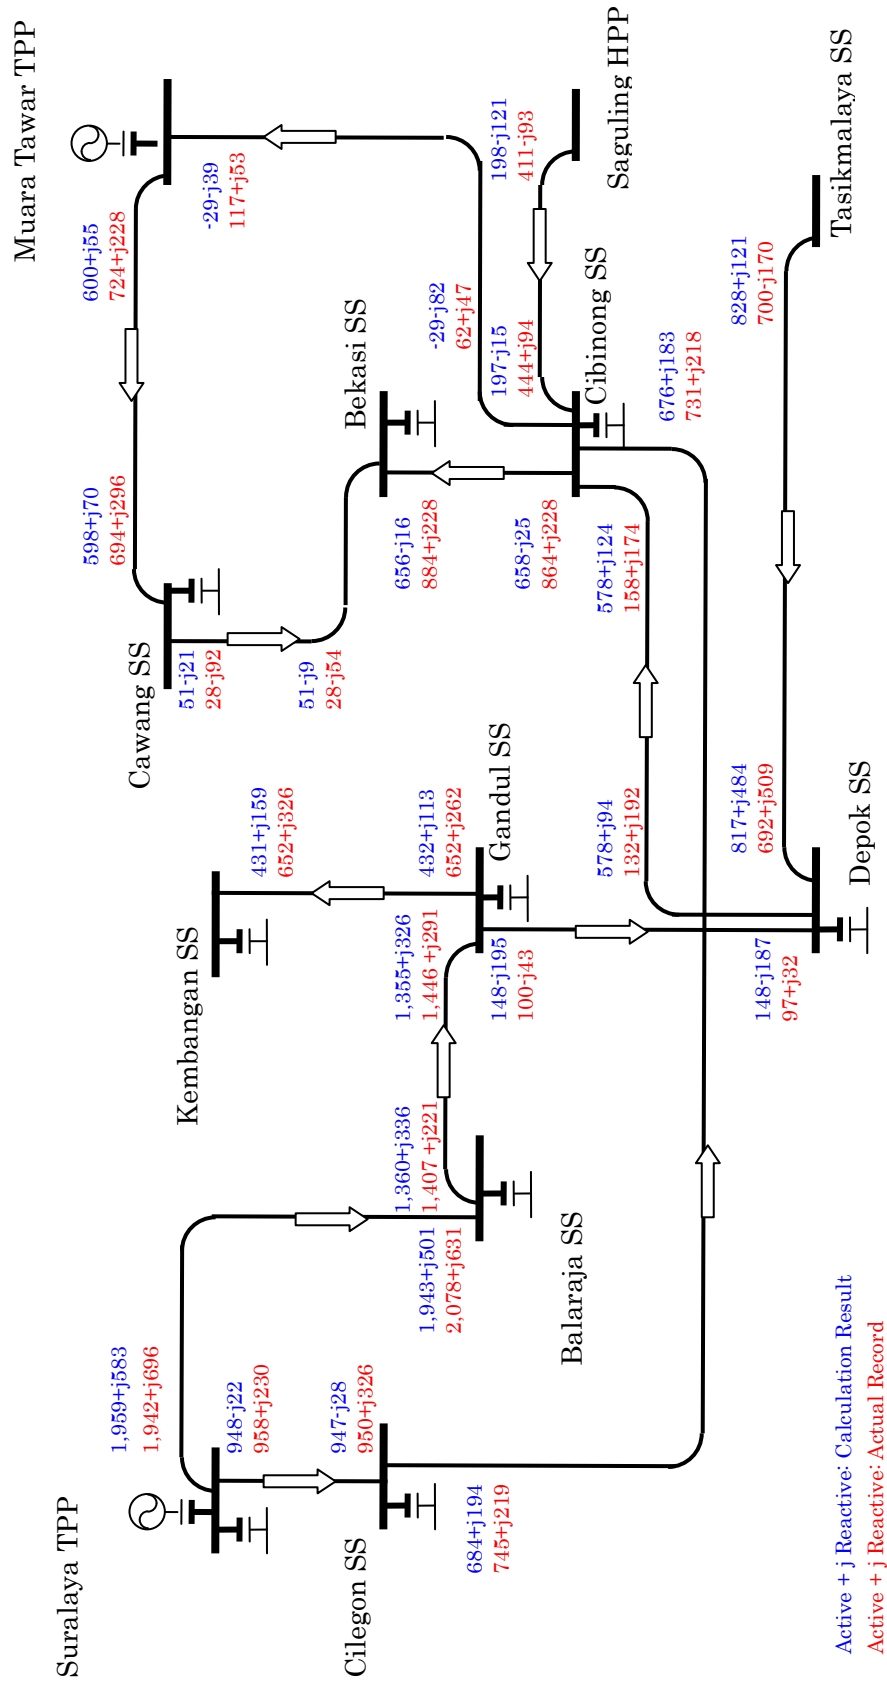 Suralaya TPP
1,959+j583
1,942+j696
948-j22
958+j230
947-j28
950+j326
Cilegon SS
684+j194
745+j219
1,943+j501
2,078+j631
Balaraja SS
1,360+j336
1,407 +j221
1,355+j326
1,446 +j291
Kembangan SS
431+j159
652+j326
432+j113
652+j262
Gandul SS
148-j195
100-j43
148-j187
97+j32
Depok SS
578+j94
132+j192
817+j484
692+j509
Cawang SS
51-j21
28-j92
51-j9
28-j54
598+j70
694+j296
Bekasi SS
656-j16
884+j228
658-j25
864+j228
578+j124
158+j174
Muara Tawar TPP
600+j55
724+j228
-29-j39
117+j53
-29-j82
62+j47
197-j15
444+j94
Cibinong SS
676+j183
731+j218
198-j121
411-j93
Saguling HPP
828+j121
700-j170
Tasikmalaya SS
Active + j Reactive: Calculation Result
Active + j Reactive: Actual Record